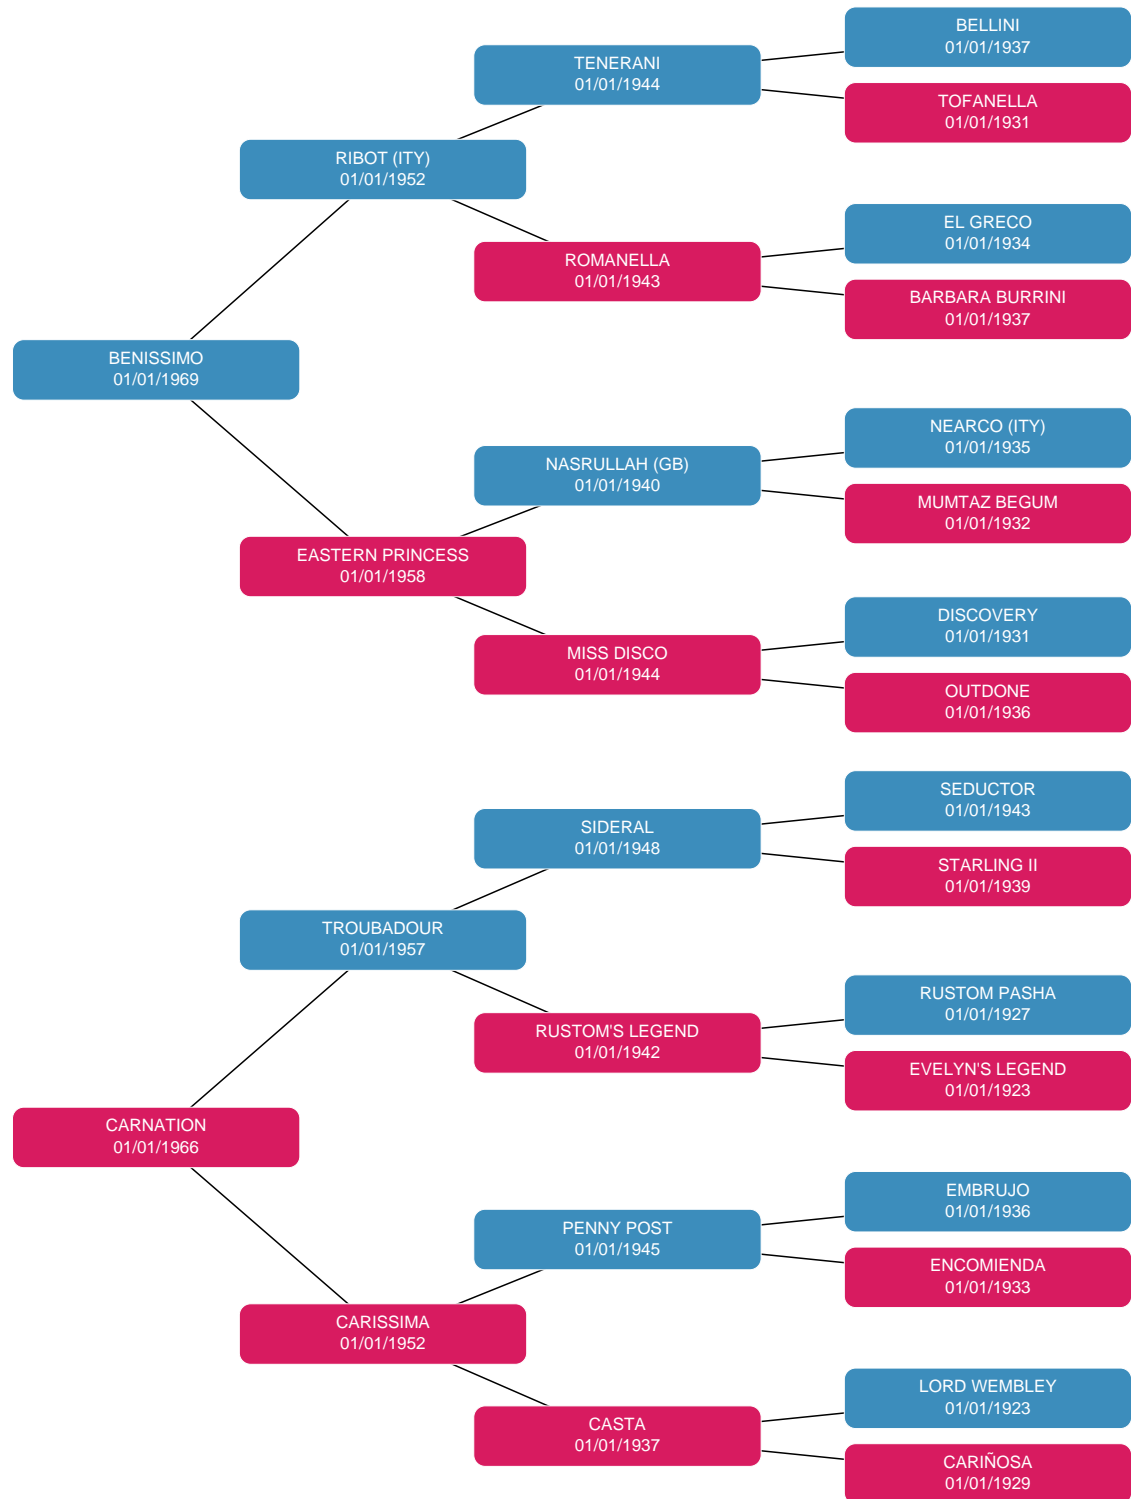 BELLINI
01/01/1937
TENERANI
01/01/1944
TOFANELLA
01/01/1931
RIBOT (ITY)
01/01/1952
EL GRECO
01/01/1934
ROMANELLA
01/01/1943
BARBARA BURRINI
01/01/1937
BENISSIMO
01/01/1969
NEARCO (ITY)
01/01/1935
NASRULLAH (GB)
01/01/1940
MUMTAZ BEGUM
01/01/1932
EASTERN PRINCESS
01/01/1958
DISCOVERY
01/01/1931
MISS DISCO
01/01/1944
OUTDONE
01/01/1936
SEDUCTOR
01/01/1943
SIDERAL
01/01/1948
STARLING II
01/01/1939
TROUBADOUR
01/01/1957
RUSTOM PASHA
01/01/1927
RUSTOM'S LEGEND
01/01/1942
EVELYN'S LEGEND
01/01/1923
CARNATION
01/01/1966
EMBRUJO
01/01/1936
PENNY POST
01/01/1945
ENCOMIENDA
01/01/1933
CARISSIMA
01/01/1952
LORD WEMBLEY
01/01/1923
CASTA
01/01/1937
CARIÑOSA
01/01/1929